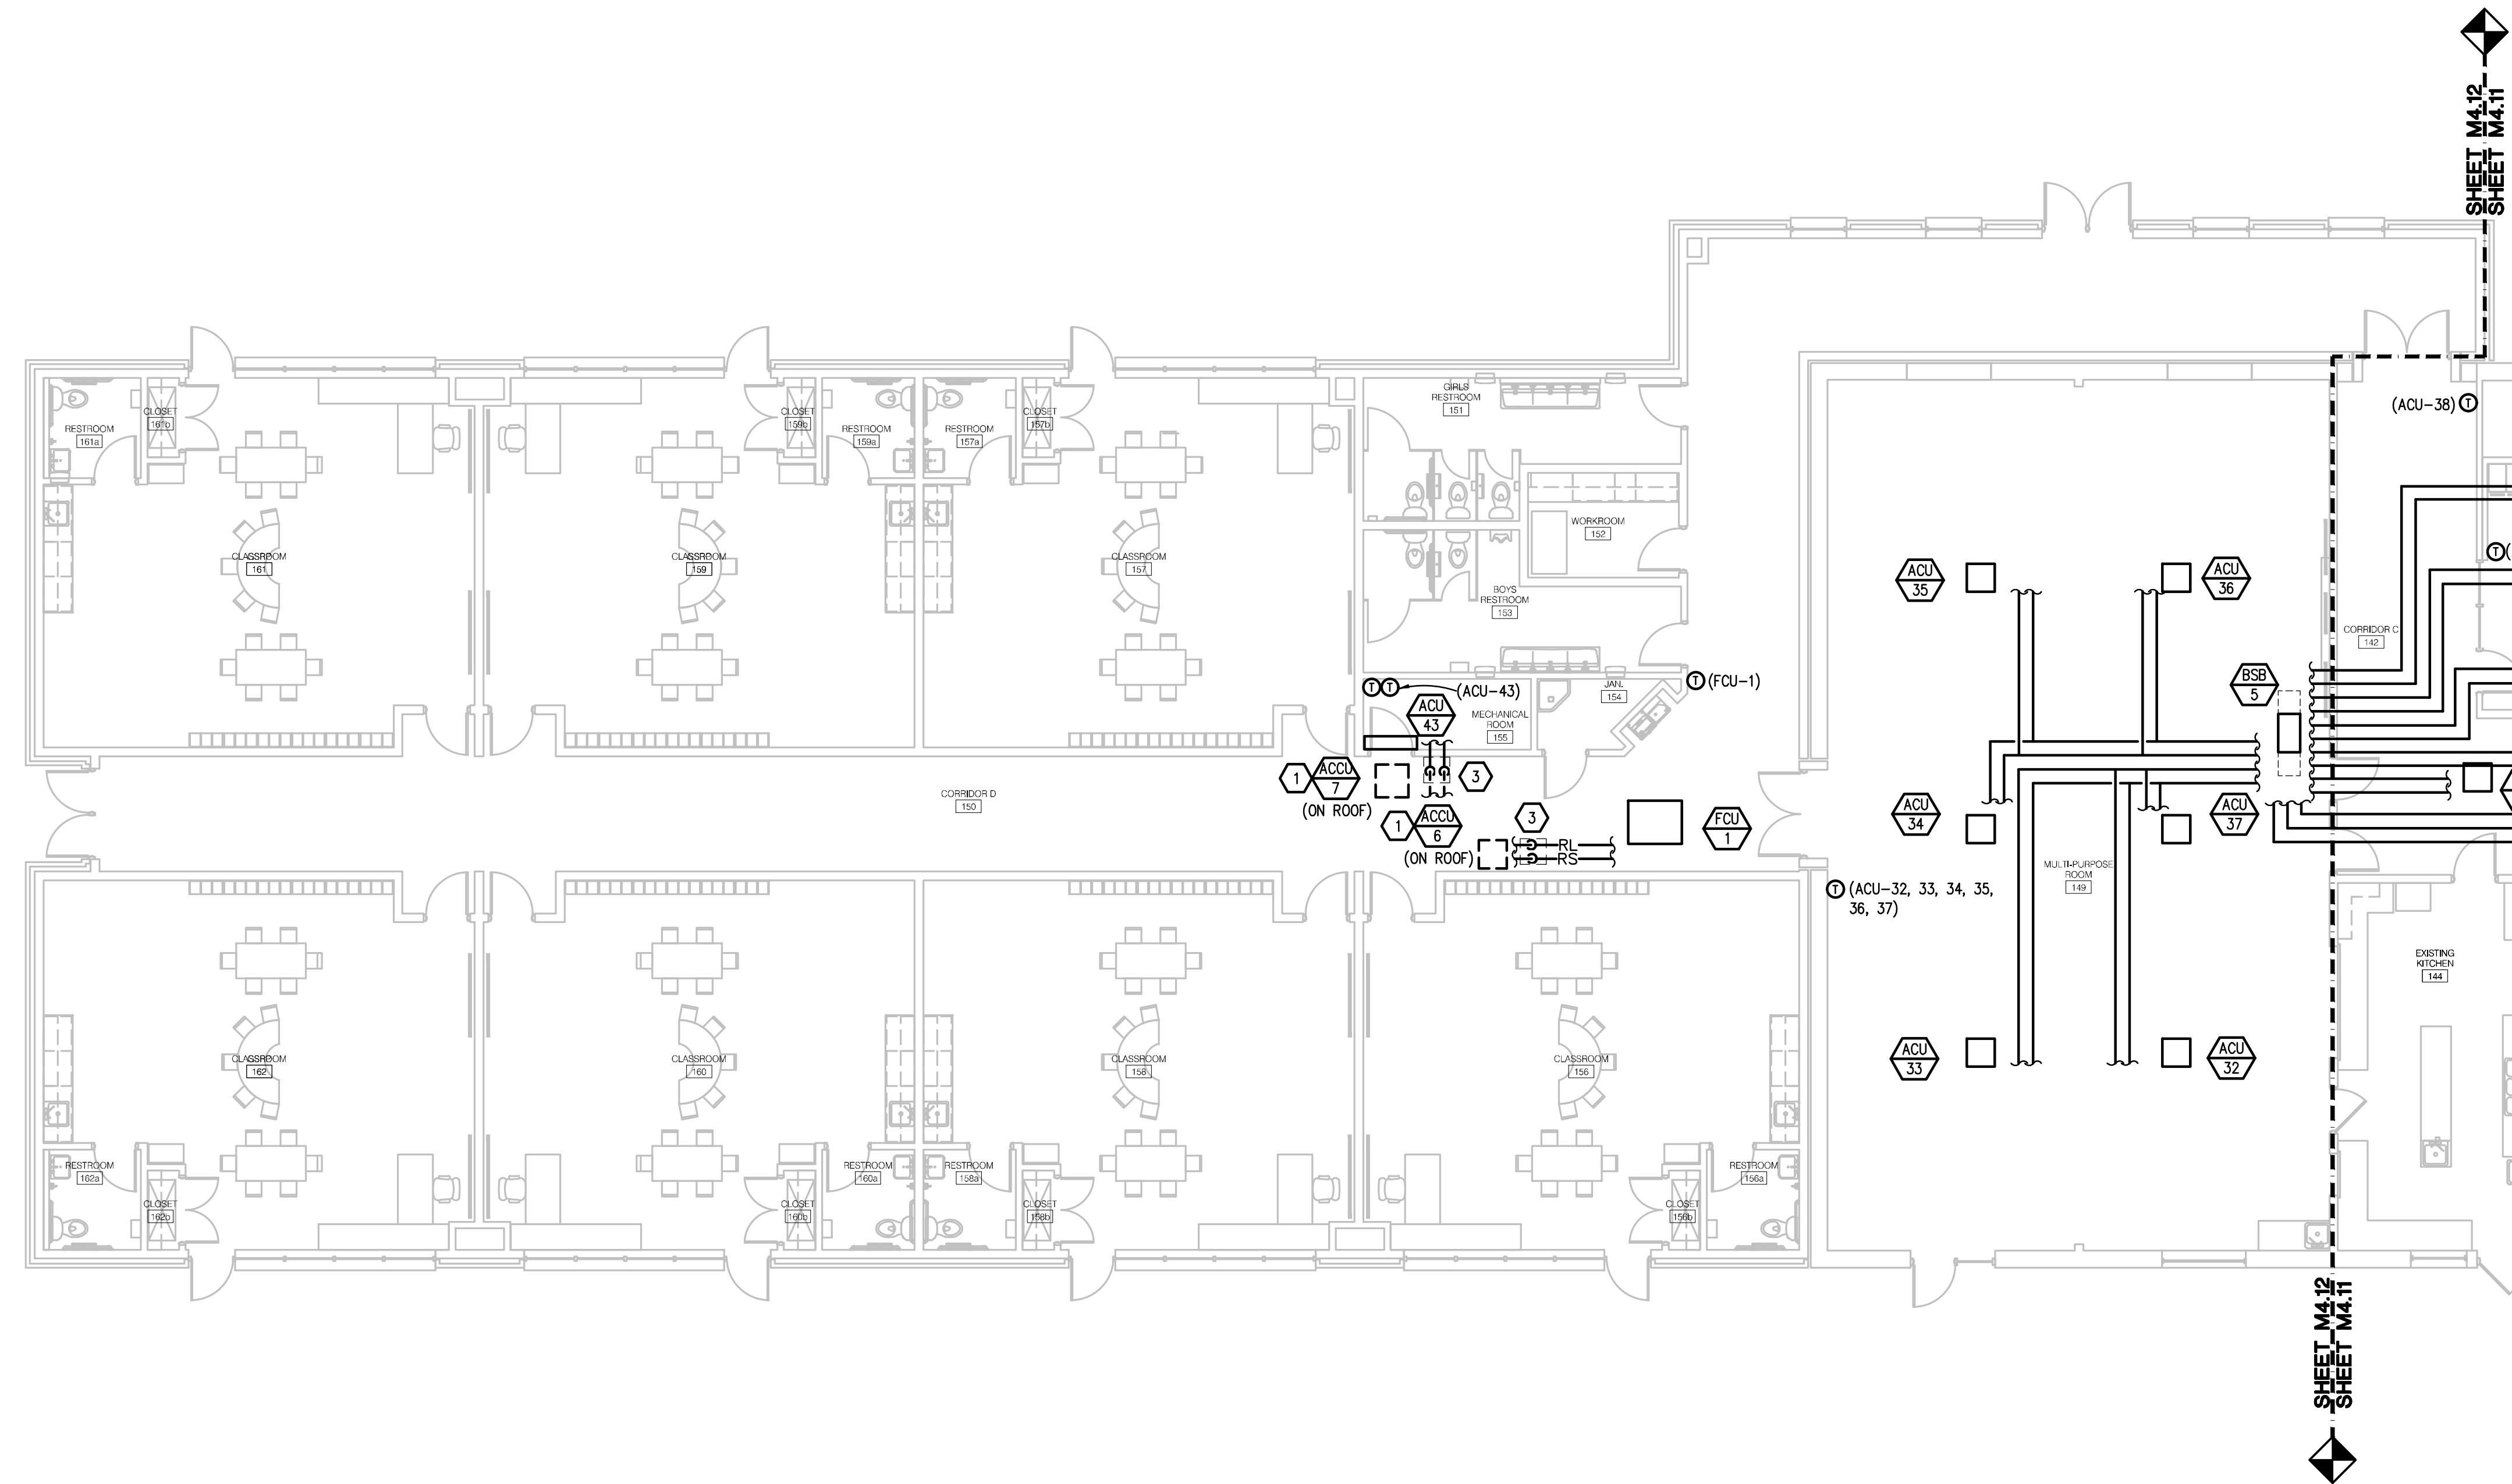 SHEET M4.12
SHEET M4.11
GIRLS
RESTROOM
151
(ACU-38) T
CLOSET
161b
CLOSET
159b
CLOSET
157b
RESTROOM
161a
RESTROOM
159a
RESTROOM
157a
WORKROOM
152
CLASSROOM
161
CLASSROOM
159
CLASSROOM
157
T (
ACU
35
ACU
36
BOYS
RESTROOM
153
CORRIDOR C
142
BSB
5
T T (ACU-43)
JAN.
154
T (FCU-1)
ACU
43
MECHANICAL
ROOM
155
1
ACCU
7
(ON ROOF)
3
CORRIDOR D
150
1
ACCU
6
(ON ROOF)
3
RL
RS
FCU
1
ACU
34
ACU
37
MULTI-PURPOSE
ROOM
149
T (ACU-32, 33, 34, 35,
36, 37)
EXISTING
KITCHEN
144
CLASSROOM
162
CLASSROOM
160
CLASSROOM
158
CLASSROOM
156
ACU
33
ACU
32
RESTROOM
162a
RESTROOM
160a
RESTROOM
158a
RESTROOM
156a
CLOSET
162b
CLOSET
160b
CLOSET
158b
CLOSET
156b
SHEET M4.12
SHEET M4.11